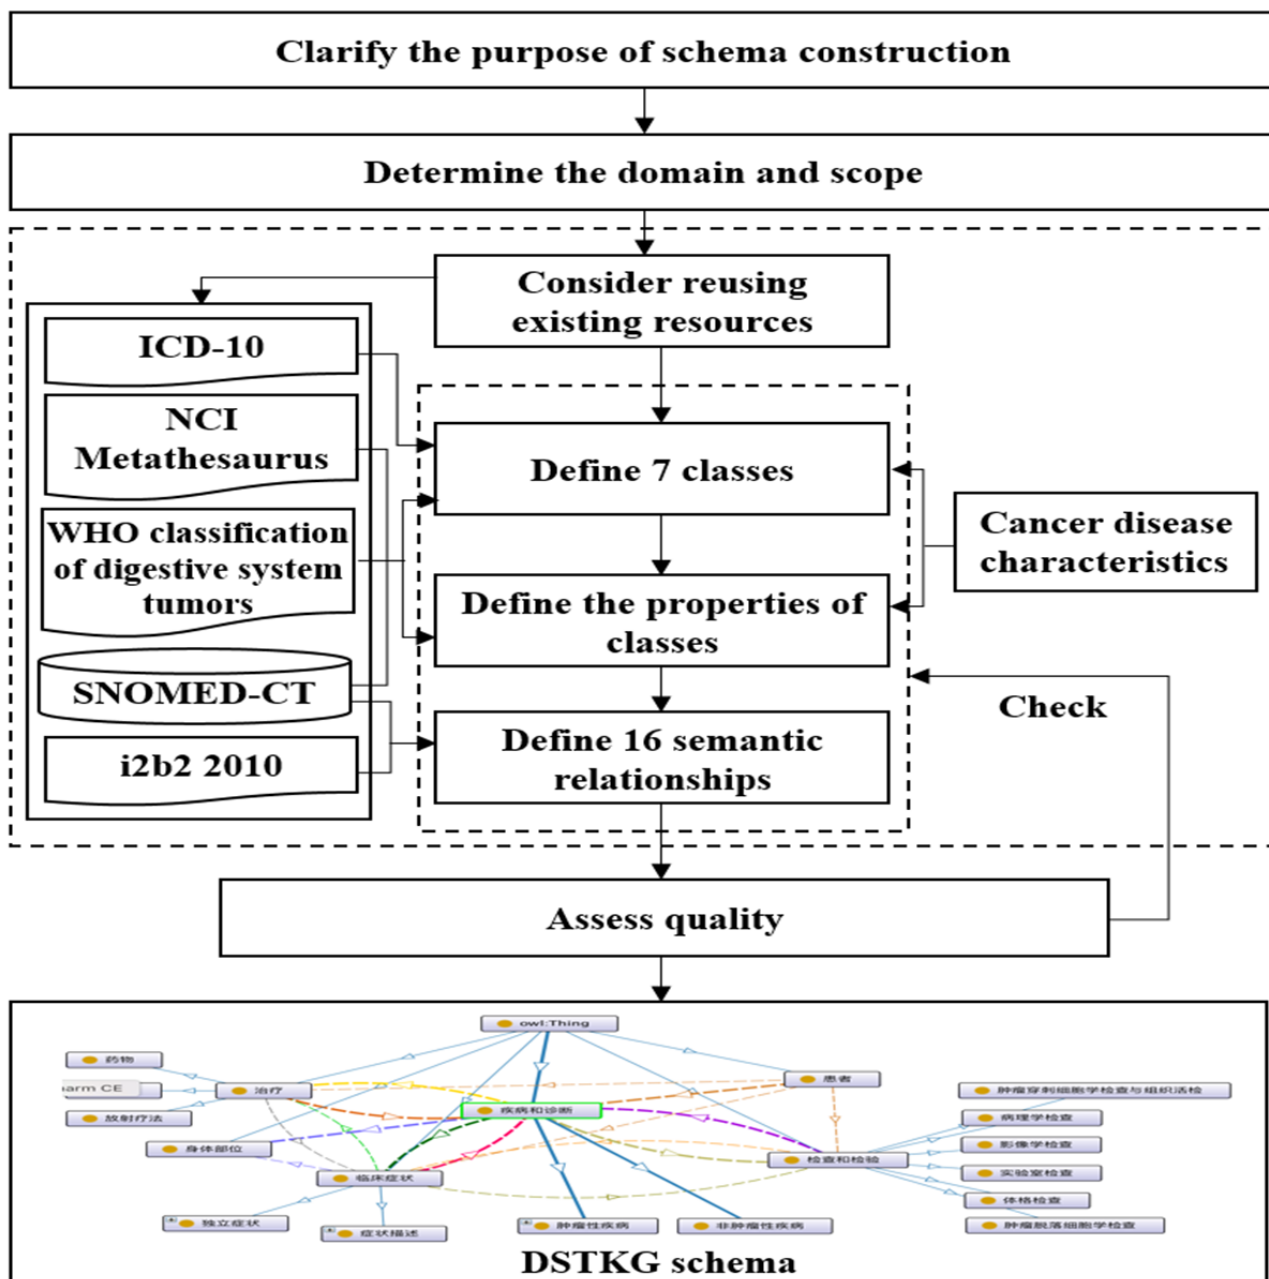 Clarify the purpose of schema construction
Determine the domain and scope
Consider reusing
existing resources
ICD-10
NCI
Metathesaurus
WHO classification
of digestive system
tumors
SNOMED-CT
i2b2 2010
Define 7 classes
Define the properties of
classes
Define 16 semantic
relationships
Cancer disease
characteristics
Check
Assess quality
owl:Thing
药物
arm CE
治疗
放射疗法
身体部位
临床症状
独立症状
症状描述
疾病和诊断
肿瘤性疾病
非肿瘤性疾病
患者
检查和检验
肿瘤穿刺细胞学检查与组织活检
病理学检查
影像学检查
实验室检查
体格检查
肿瘤脱落细胞学检查
DSTKG schema